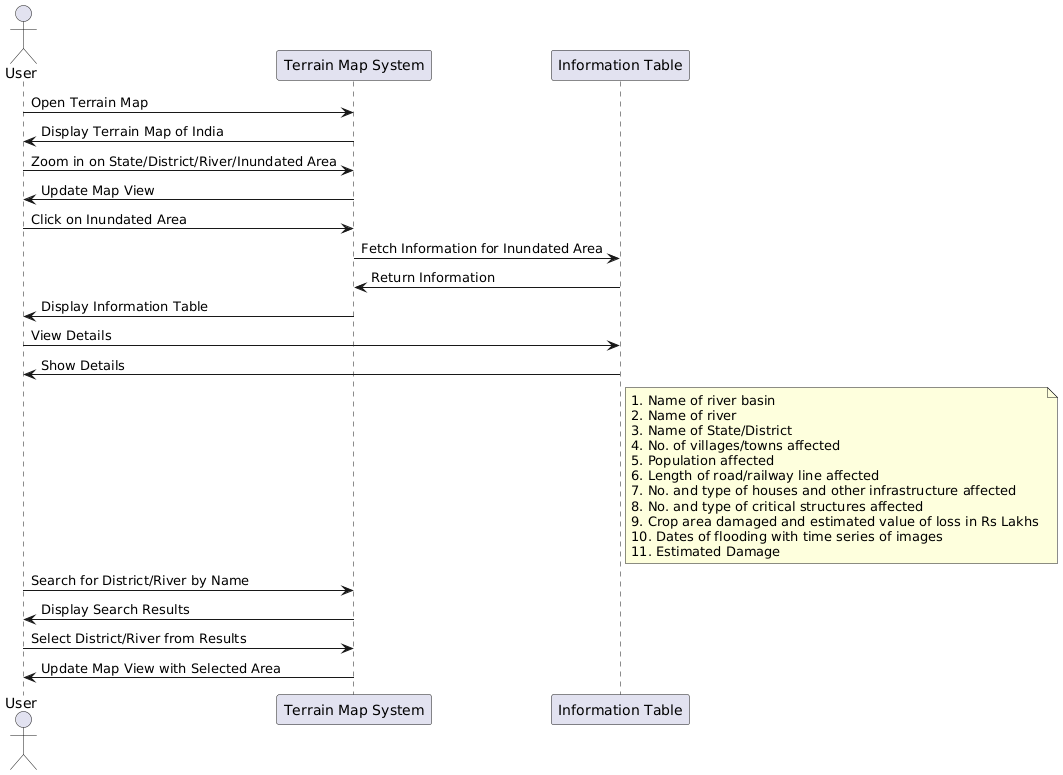 User
Terrain Map System
Information Table
Open Terrain Map
Display Terrain Map of India
Zoom in on State/District/River/Inundated Area
Update Map View
Click on Inundated Area
Fetch Information for Inundated Area
Return Information
Display Information Table
View Details
Show Details
1. Name of river basin
2. Name of river
3. Name of State/District
4. No. of villages/towns affected
5. Population affected
6. Length of road/railway line affected
7. No. and type of houses and other infrastructure affected
8. No. and type of critical structures affected
9. Crop area damaged and estimated value of loss in Rs Lakhs
10. Dates of flooding with time series of images
11. Estimated Damage
Search for District/River by Name
Display Search Results
Select District/River from Results
Update Map View with Selected Area
User
Terrain Map System
Information Table